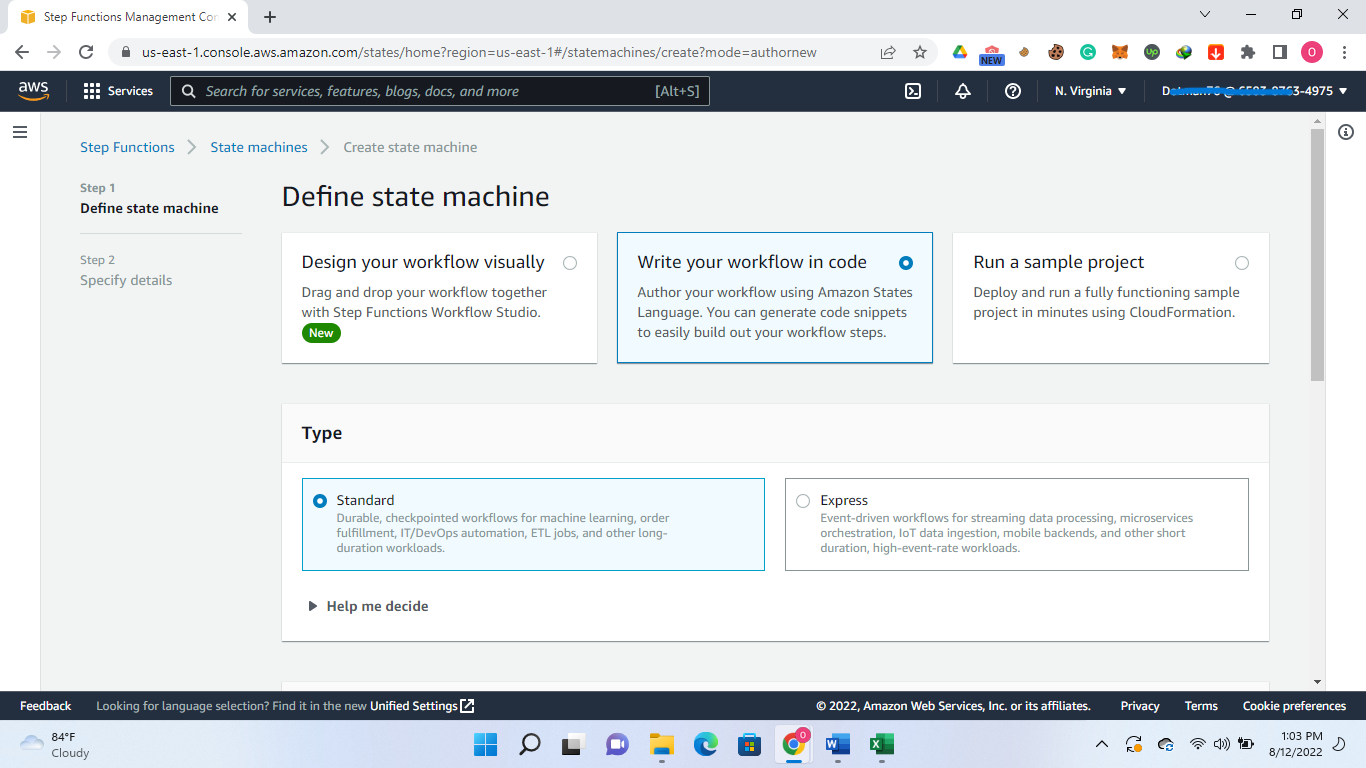 Step Functions Management Con
us-east-1.console.aws.amazon.com/states/home?region=us-east-1#/statemachines/create?mode=authornew
NEW
Up
O
aws
Services
Search for services, features, blogs, docs, and more
[Alt+S]
N. Virginia
3-4975
Step Functions
State machines
Create state machine
Step 1
Define state machine
Step 2
Specify details
Define state machine
Design your workflow visually
Drag and drop your workflow together
with Step Functions Workflow Studio.
New
Write your workflow in code
Author your workflow using Amazon States
Language. You can generate code snippets
to easily build out your workflow steps.
Run a sample project
Deploy and run a fully functioning sample
project in minutes using CloudFormation.
Type
Standard
Durable, checkpointed workflows for machine learning, order
fulfillment, IT/DevOps automation, ETL jobs, and other long-
duration workloads.
Express
Event-driven workflows for streaming data processing, microservices
orchestration, IoT data ingestion, mobile backends, and other short
duration, high-event-rate workloads.
Help me decide
Feedback
Looking for language selection? Find it in the new Unified Settings
© 2022, Amazon Web Services, Inc. or its affiliates.
Privacy
Terms
Cookie preferences
84°F
Cloudy
1:03 PM
8/12/2022